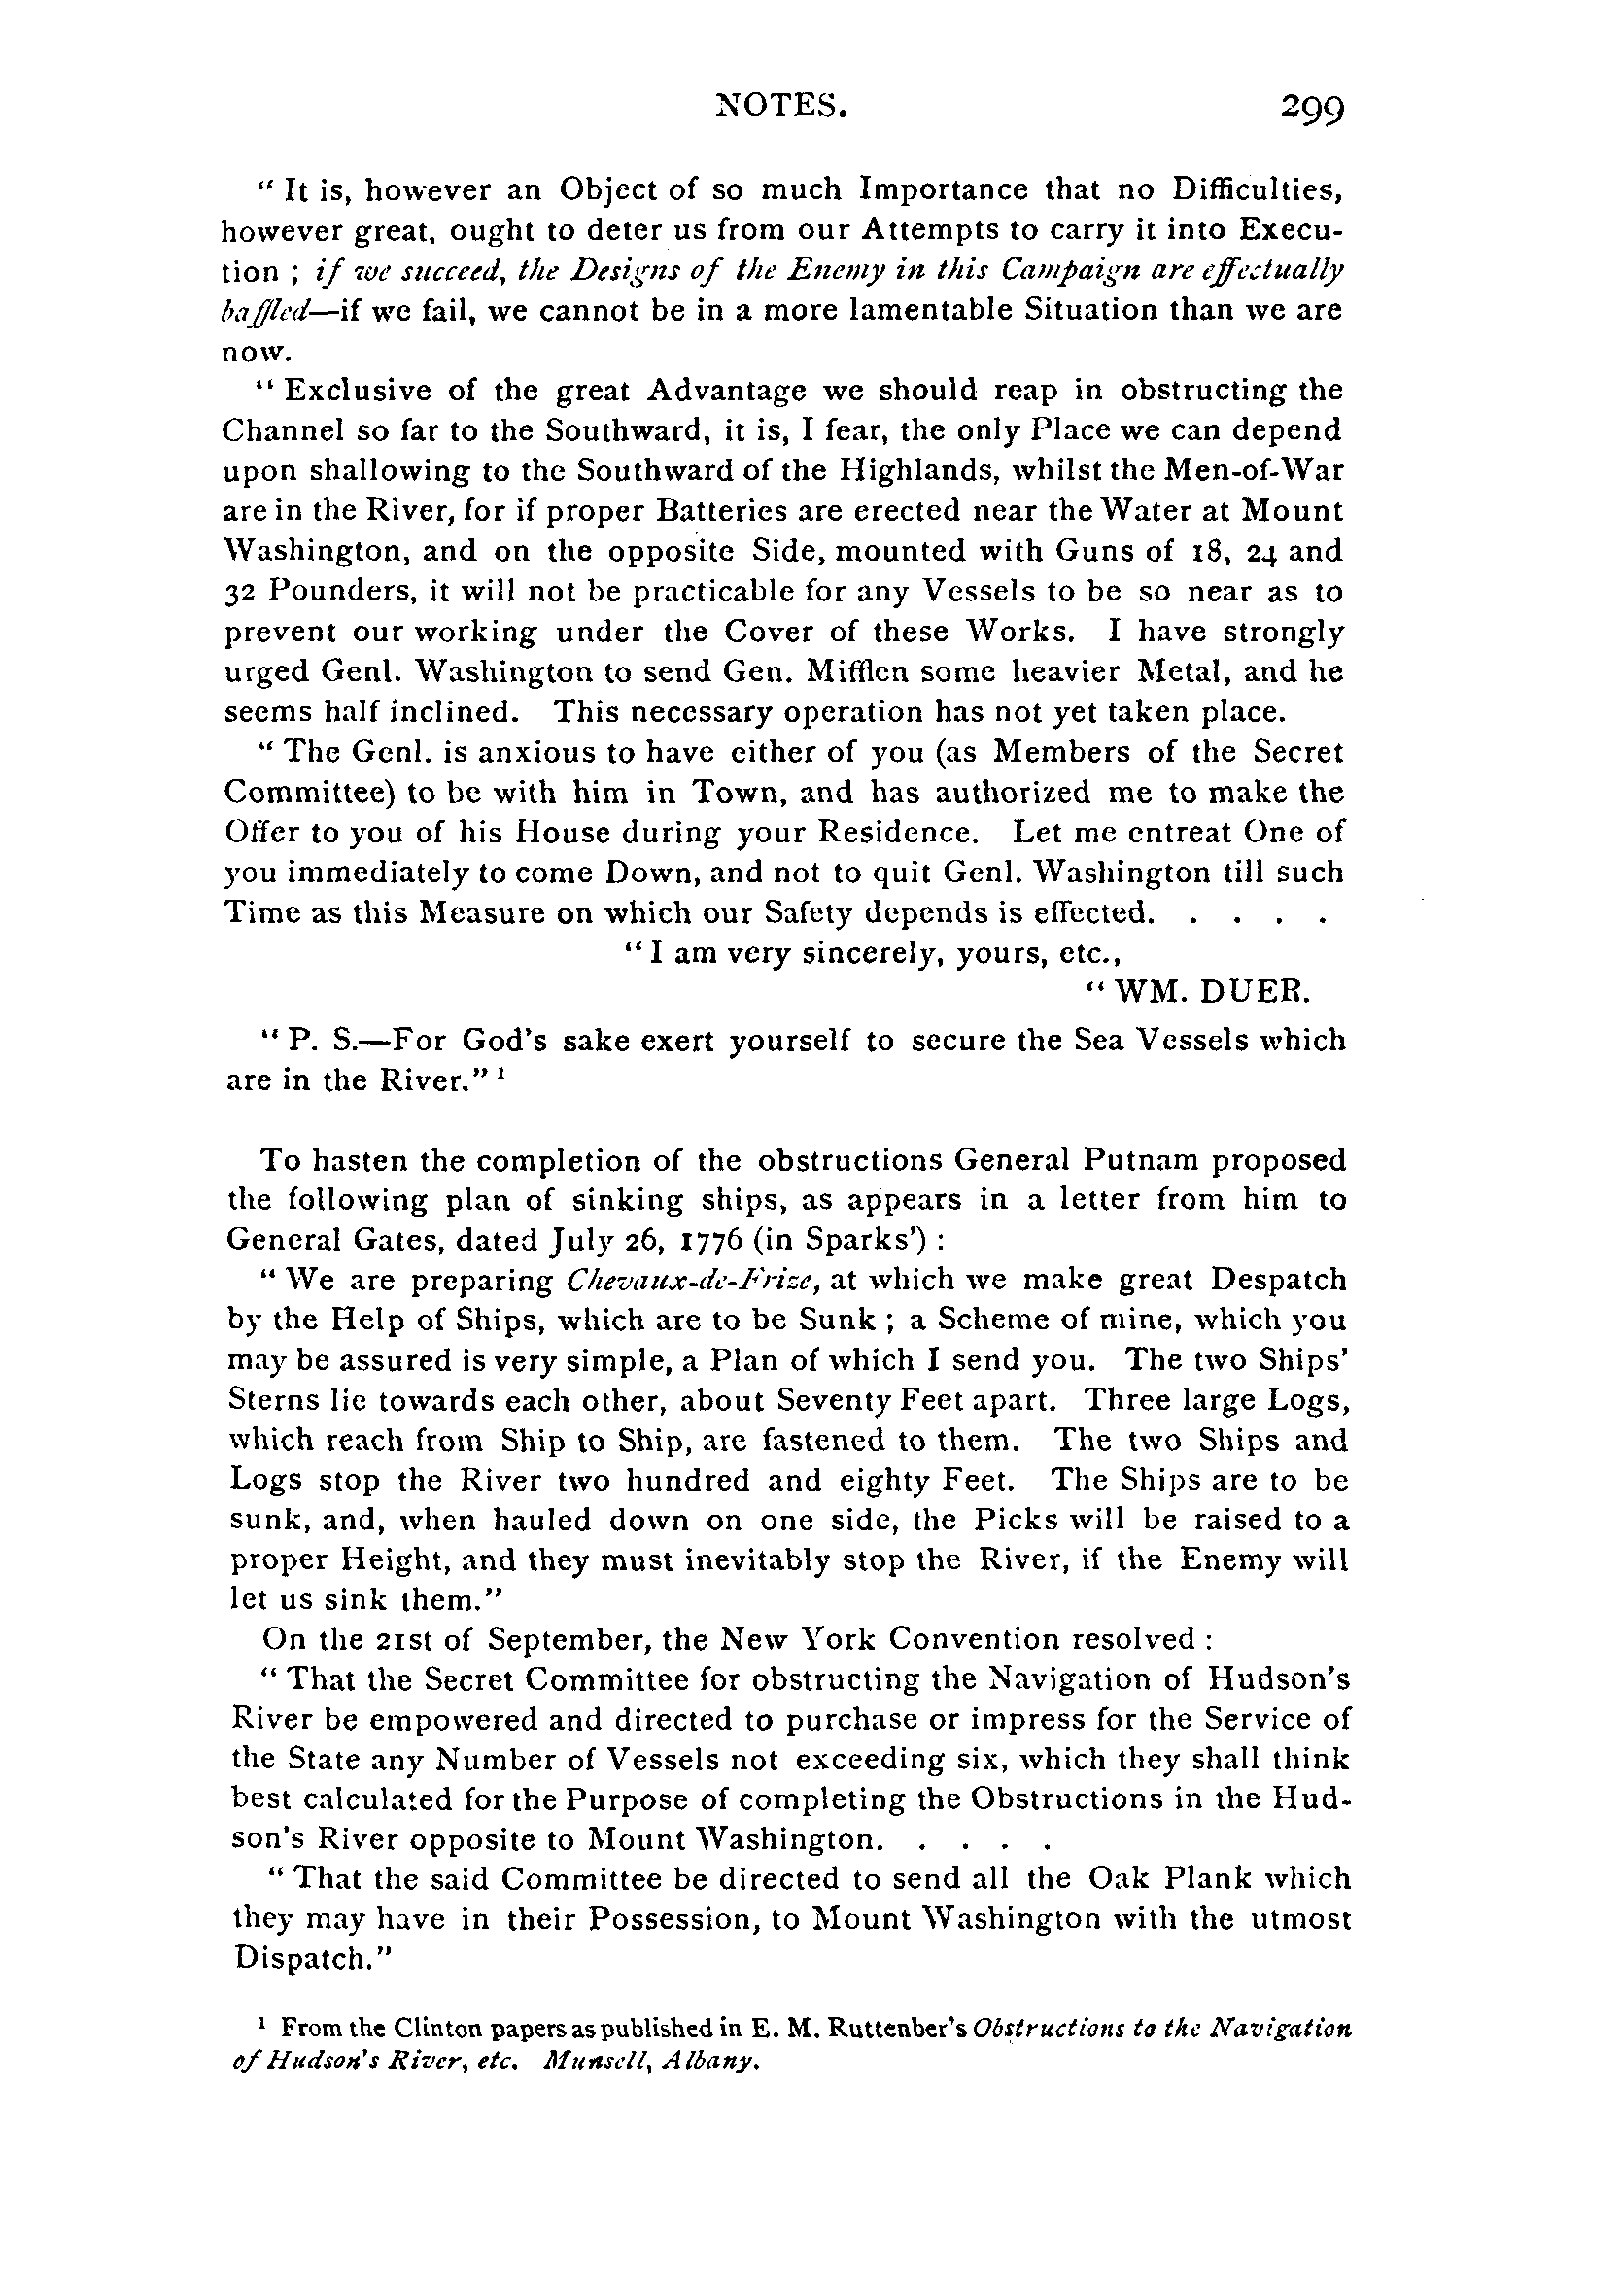 NOTES. 299
“ It is, however an Object of so much Importance that no Difficulties,
however great, ought to deter us from our Attempts to carry it into Execu-
tion ; if we succeed, the Designs of the Enemy in this Campaign are effectually
baffled—if we fail, we cannot be in a more lamentable Situation than we are
now.
“ Exclusive of the great Advantage we should reap in obstructing the
Channel so far to the Southward, it is, I fear, the only Place we can depend
upon shallowing to the Southward of the Highlands, whilst the Men-of-War
are in the River, for if proper Batteries are erected near the Water at Mount
Washington, and on the opposite Side, mounted with Guns of 18, 24 and
32 Pounders, it will not be practicable for any Vessels to be so near as to
prevent our working under the Cover of these Works. I have strongly
urged Genl. Washington to send Gen. Mifflen some heavier Metal, and he
seems half inclined. This necessary operation has not yet taken place.
“ The Genl. is anxious to have either of you (as Members of the Secret
Committee) to be with him in Town, and has authorized me to make the
Offer to you of his House during your Residence. Let me entreat One of
you immediately to come Down, and not to quit Genl. Washington till such
Time as this Measure on which our Safety depends is effected. . . . .
“ I am very sincerely, yours, etc.,
“ WM. DUER.
“ P. S.—For God's sake exert yourself to secure the Sea Vessels which
are in the River.” ¹
To hasten the completion of the obstructions General Putnam proposed
the following plan of sinking ships, as appears in a letter from him to
General Gates, dated July 26, 1776 (in Sparks') :
“ We are preparing Chevaux-de-Frize, at which we make great Despatch
by the Help of Ships, which are to be Sunk ; a Scheme of mine, which you
may be assured is very simple, a Plan of which I send you. The two Ships'
Sterns lie towards each other, about Seventy Feet apart. Three large Logs,
which reach from Ship to Ship, are fastened to them. The two Ships and
Logs stop the River two hundred and eighty Feet. The Ships are to be
sunk, and, when hauled down on one side, the Picks will be raised to a
proper Height, and they must inevitably stop the River, if the Enemy will
let us sink them.”
On the 21st of September, the New York Convention resolved :
“ That the Secret Committee for obstructing the Navigation of Hudson's
River be empowered and directed to purchase or impress for the Service of
the State any Number of Vessels not exceeding six, which they shall think
best calculated for the Purpose of completing the Obstructions in the Hud-
son's River opposite to Mount Washington. . . . .
“ That the said Committee be directed to send all the Oak Plank which
they may have in their Possession, to Mount Washington with the utmost
Dispatch.”
¹ From the Clinton papers as published in E. M. Ruttenber's Obstructions to the Navigation
of Hudson's River, etc. Munsell, Albany.